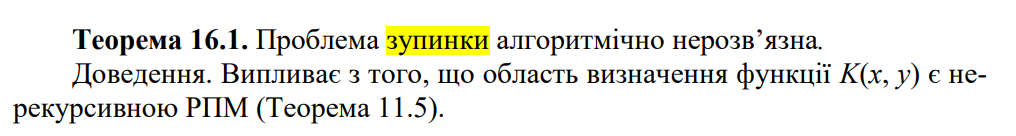 Теорема 16.1. Проблема зупинки алгоритмічно нерозв’язна.
Доведення. Випливає з того, що область визначення функції K(x, y) є не-
рекурсивною РПМ (Теорема 11.5).